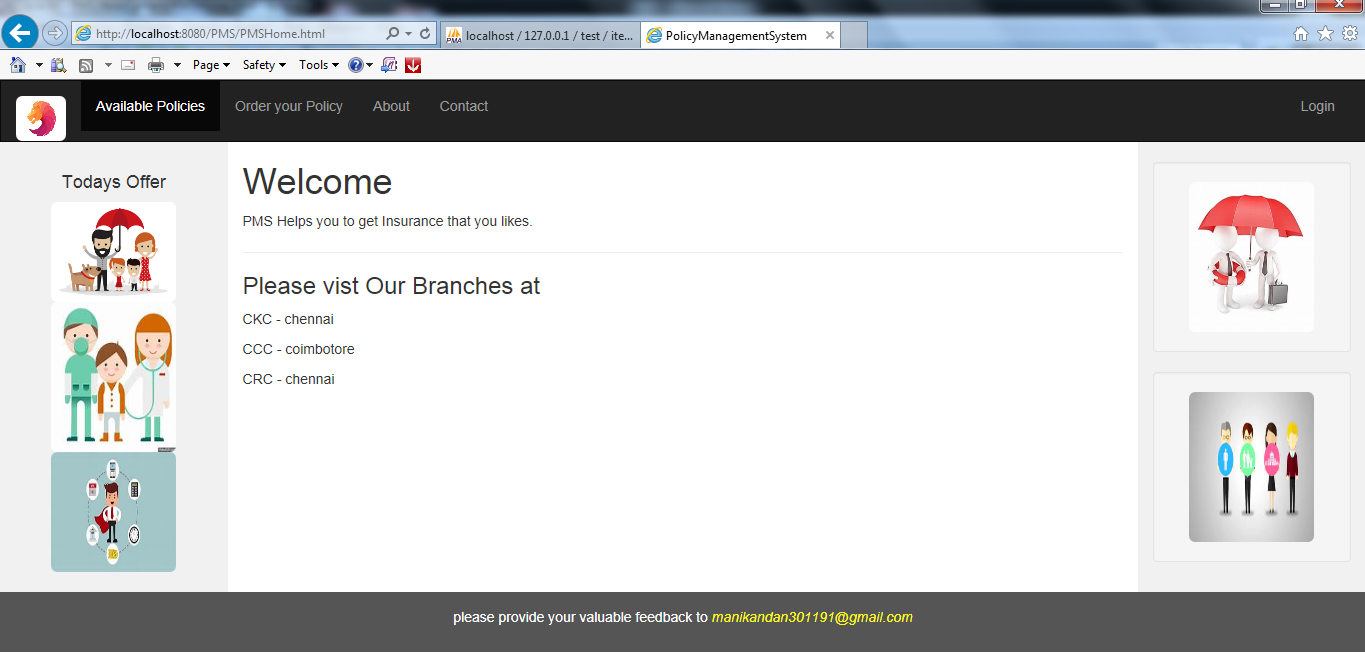 http://localhost:8080/PMS/PMSHome.html
localhost / 127.0.0.1 / test / ite...
PolicyManagementSystem
Page
Safety
Tools
Available Policies
Order your Policy
About
Contact
Login
Todays Offer
Welcome
PMS Helps you to get Insurance that you likes.
Please vist Our Branches at
CKC - chennai
CCC - coimbotore
CRC - chennai
please provide your valuable feedback to manikandan301191@gmail.com